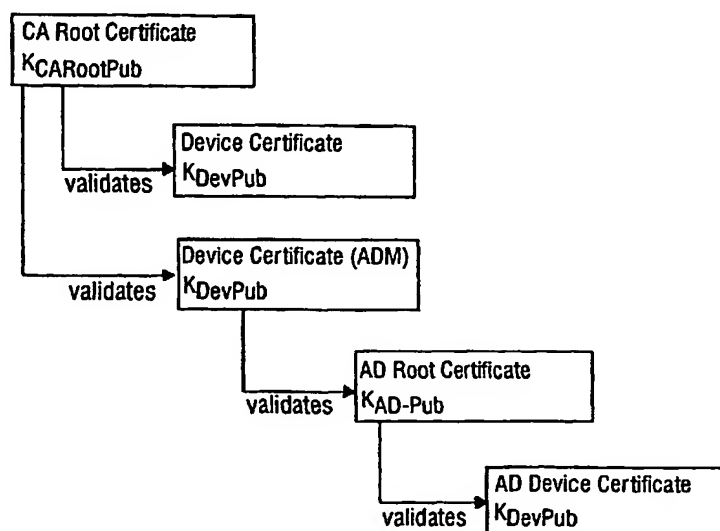 CA Root Certificate
KCARootPub
Device Certificate
KDevPub
validates
Device Certificate (ADM)
KDevPub
validates
AD Root Certificate
KAD-Pub
validates
AD Device Certificate
KDevPub
validates